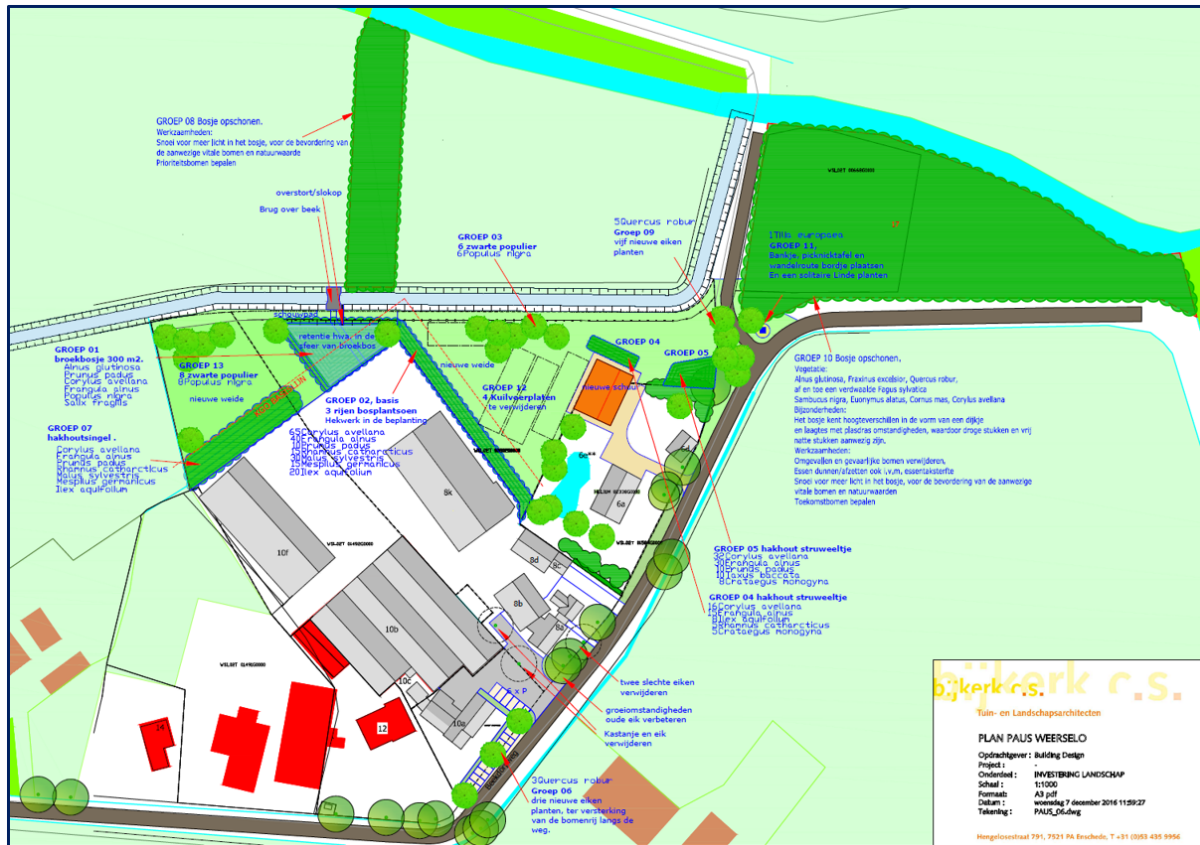 GROEP 08 Bosje opschonen.
Werkzaamheden:
Snoei voor meer licht in het bosje, voor de bevordering van
de aanwezige vitale bomen en natuurwaarde
Prioriteitsbomen bepalen
overstort/slokop
Brug over beek
GROEP 03
6 zwarte populier
6Populus nigra
5Quercus robur
Groep 09
vijf nieuwe eiken
planten
1Tilia europaea
GROEP 11,
Bankje, picknicktafel en
wandelroute bordje plaatsen
En een solitaire Linde planten
schouwpad
retentie hwa, in de
sfeer van broekbos
GROEP 01
broekbosje 300 m2.
Alnus glutinosa
Prunus padus
Corylus avellana
Frangula alnus
Populus nigra
Salix fragilis
GROEP 13
8 zwarte populier
8Populus nigra
nieuwe weide
GROEP 07
hakhoutsingel .
Corylus avellana
Frangula alnus
Prunus padus
Rhamnus catharcticus
Malus sylvestris
Mespilus germanicus
Ilex aquifolium
GROEP 02, basis
3 rijen bosplantsoen
Hekwerk in de beplanting
65Corylus avellana
40Frangula alnus
10Prunus padus
15Rhamnus catharcticus
30Malus sylvestris
15Mespilus germanicus
20Ilex aquifolium
nieuwe weide
GROEP 12
4 Kuilvoerplaten
te verwijderen
GROEP 04
GROEP 05
nieuwe schuur
GROEP 10 Bosje opschonen.
Vegetatie:
Alnus glutinosa, Fraxinus excelsior, Quercus robur,
af en toe een verdwaalde Fagus sylvatica
Sambucus nigra, Euonymus alatus, Cornus mas, Corylus avellana
Bijzonderheden:
Het bosje kent hoogteverschillen in de vorm van een dijkje
en laagtes met plasdras omstandigheden, waardoor droge stukken en vrij
natte stukken aanwezig zijn.
Werkzaamheden:
Omgevallen en gevaarlijke bomen verwijderen,
Essen dunnen/afzetten ook i.v.m. essentaksterfte
Snoei voor meer licht in het bosje, voor de bevordering van de aanwezige
vitale bomen en natuurwaarden
Toekomstbomen bepalen
6e**
6d
6a
8k
10f
8d
8c
8b
8a
10b
10c
10a
6 x P
12
14
GROEP 05 hakhout struweeltje
32Corylus avellana
30Frangula alnus
10Prunus padus
10Taxus baccata
8Crataegus monogyna
GROEP 04 hakhout struweeltje
16Corylus avellana
15Frangula alnus
8Ilex aquifolium
5Rhamnus catharcticus
5Crataegus monogyna
twee slechte eiken
verwijderen
groeiomstandigheden
oude eik verbeteren
Kastanje en eik
verwijderen
3Quercus robur
Groep 06
drie nieuwe eiken
planten, ter versterking
van de bomenrij langs de
weg.
bijkerk c.s.
Tuin- en Landschapsarchitecten
PLAN PAUS WEERSELO
Opdrachtgever : Building Design
Project : -
Onderdeel : INVESTERING LANDSCHAP
Schaal : 1:1000
Formaat: A3 pdf
Datum : woensdag 7 december 2016 11:59:27
Tekening : PAUS_06.dwg
Hengelosestraat 791, 7521 PA Enschede, T +31 (0)53 435 9956